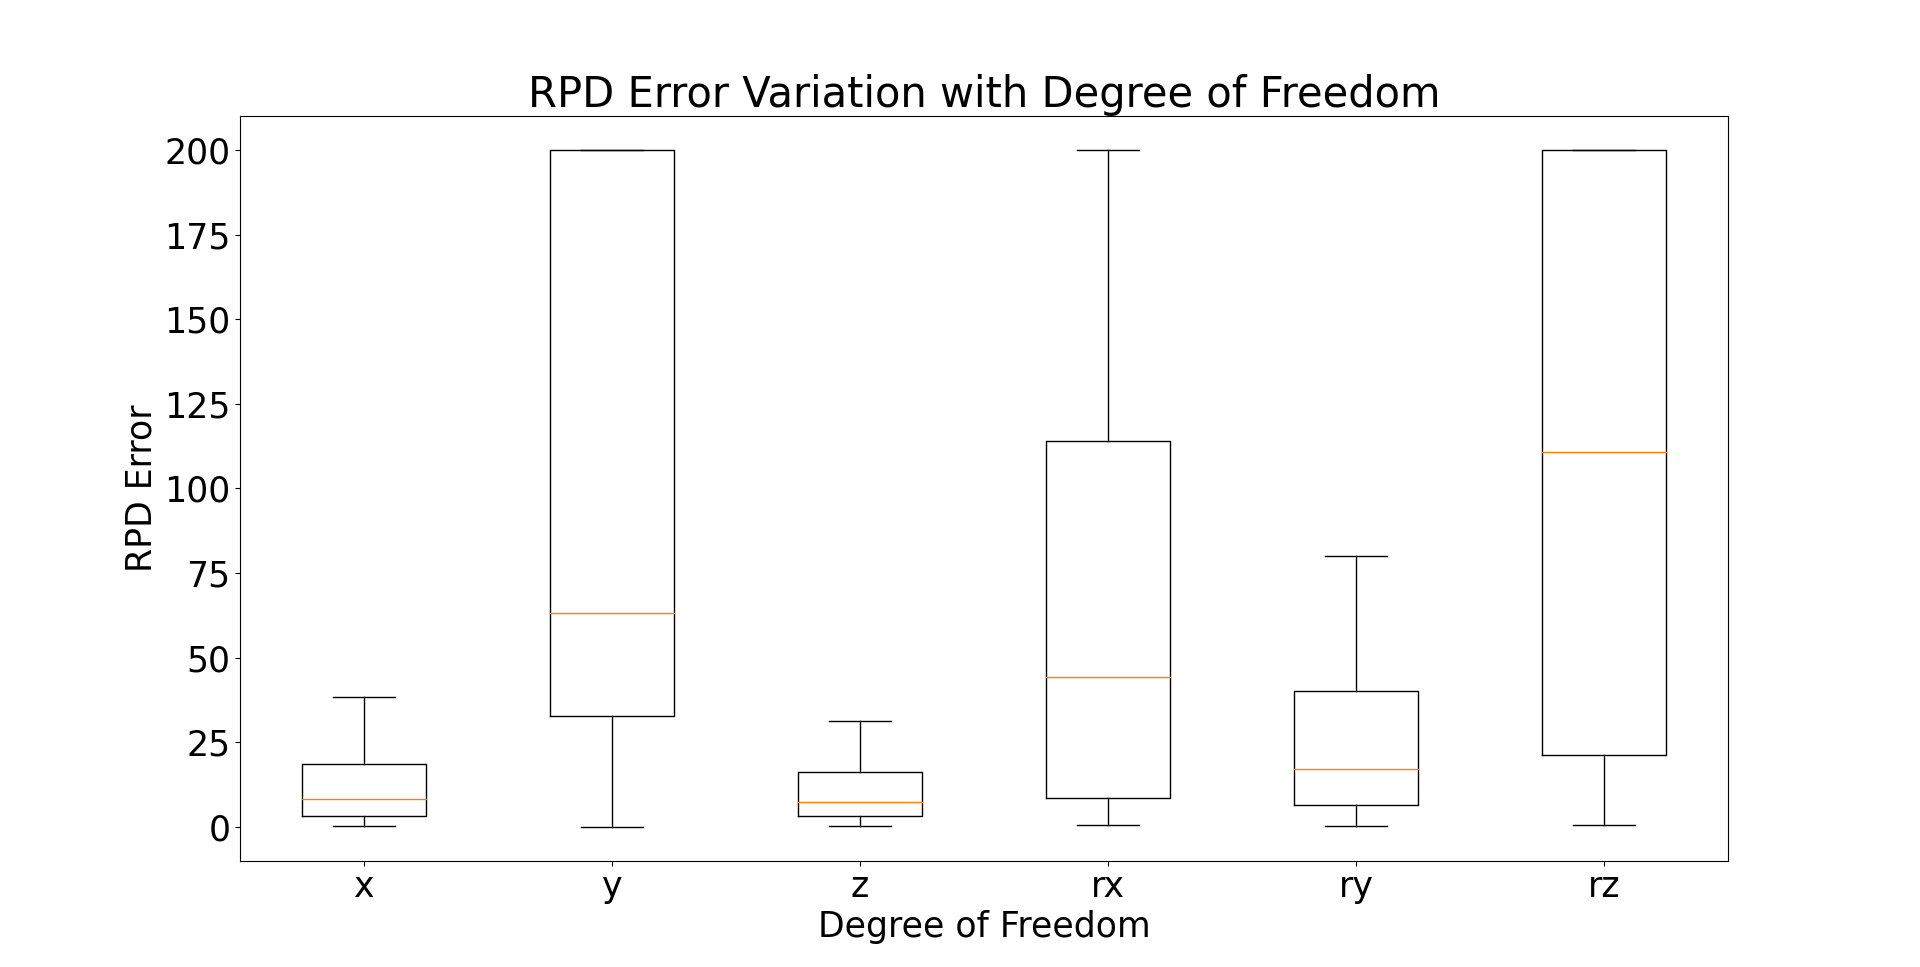 RPD Error Variation with Degree of Freedom
RPD Error
200
175
150
125
100
75
50
25
0
x y z rx ry rz
Degree of Freedom